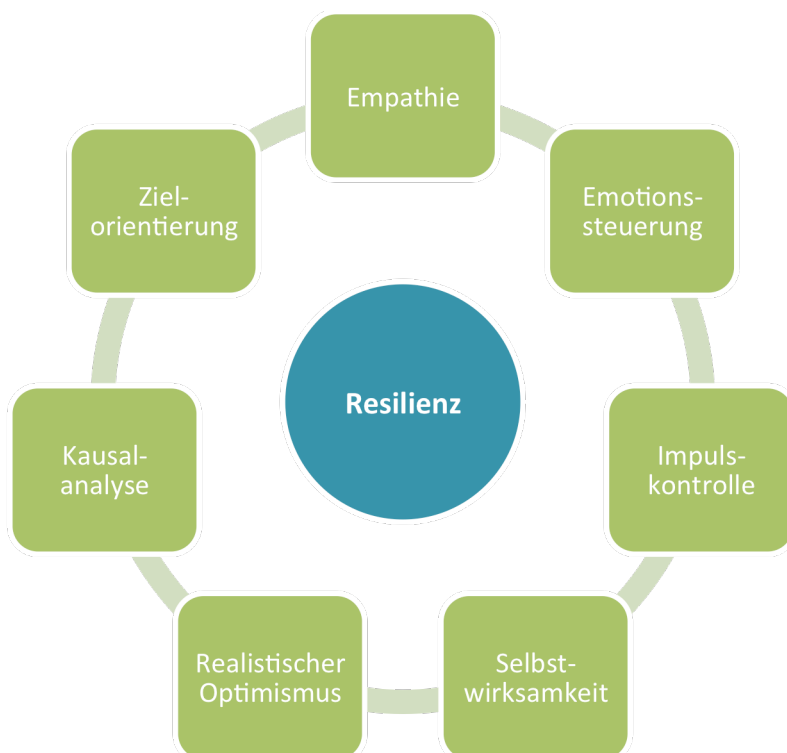 Empathie
Emotions-
steuerung
Impuls-
kontrolle
Selbst-
wirksamkeit
Realistischer
Optimismus
Kausal-
analyse
Ziel-
orientierung
Resilienz